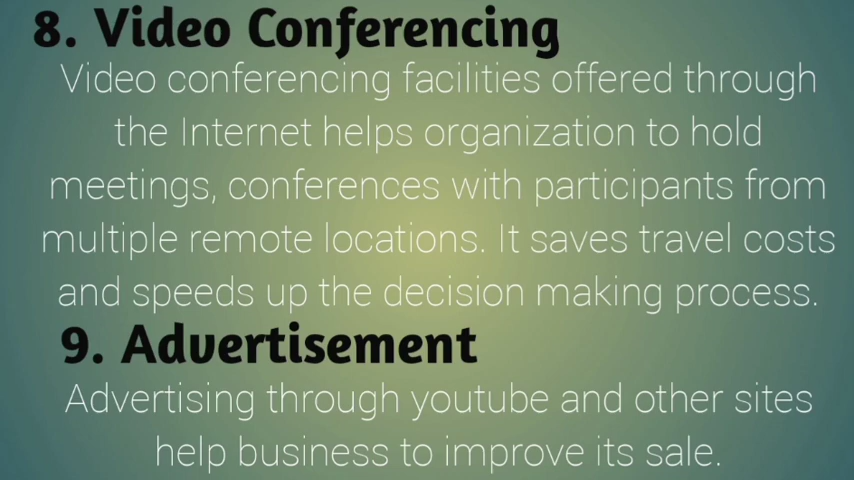 8. Video Conferencing
Video conferencing facilities offered through
the Internet helps organization to hold
meetings, conferences with participants from
multiple remote locations. It saves travel costs
and speeds up the decision making process.
9. Advertisement
Advertising through youtube and other sites
help business to improve its sale.